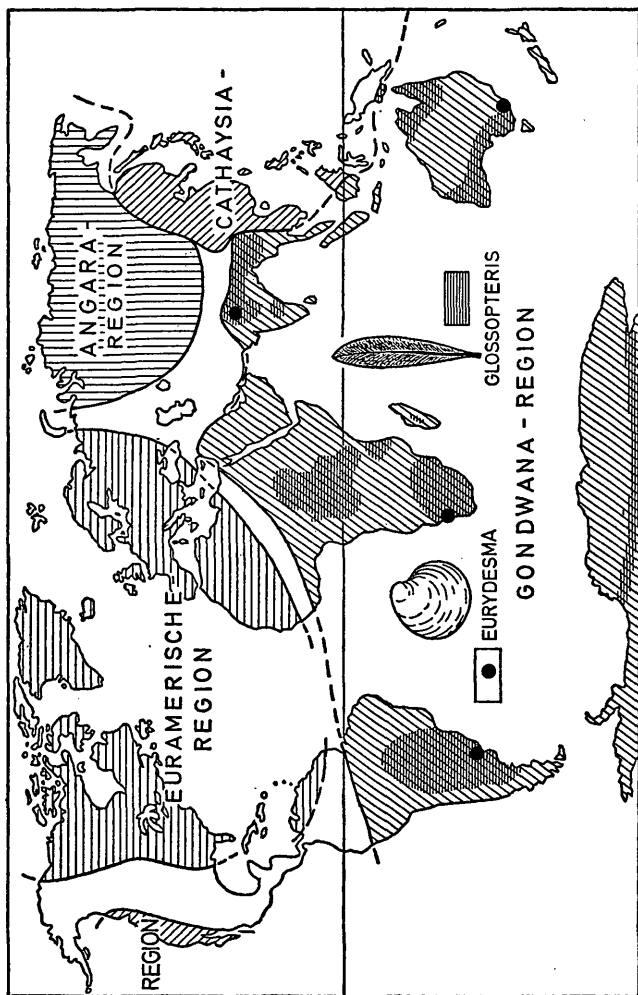 ANGARA-
REGION
CATHAYSIA-
REGION
EURAMERISCHE
REGION
GLOSSOPTERIS
EURYDESMA
GONDWANA-REGION